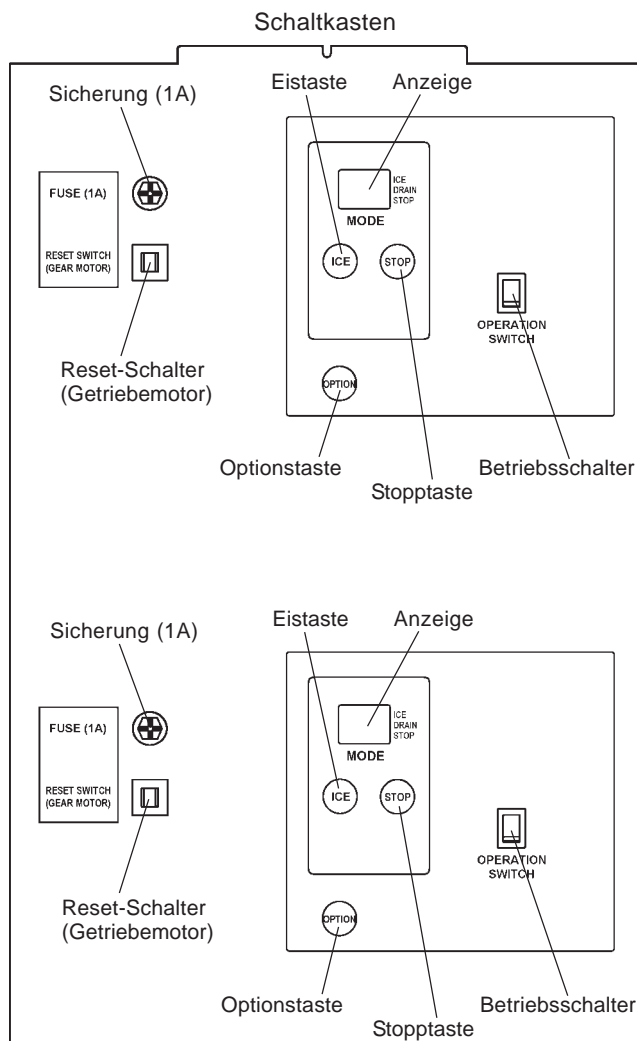 Schaltkasten
Eistaste
Anzeige
Sicherung (1A)
FUSE (1A)
RESET SWITCH
(GEAR MOTOR)
ICE
DRAIN
STOP
MODE
ICE
STOP
OPERATION
SWITCH
OPTION
Reset-Schalter
(Getriebemotor)
Optionstaste
Betriebsschalter
Stopptaste
Eistaste
Anzeige
Sicherung (1A)
FUSE (1A)
RESET SWITCH
(GEAR MOTOR)
ICE
DRAIN
STOP
MODE
ICE
STOP
OPERATION
SWITCH
OPTION
Reset-Schalter
(Getriebemotor)
Optionstaste
Betriebsschalter
Stopptaste